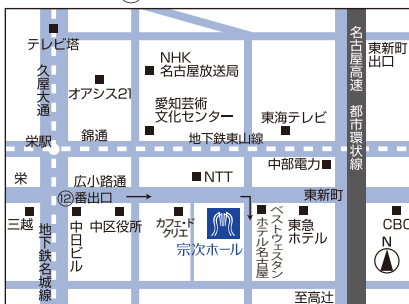 テレビ塔
久屋大通
オアシス21
NHK
名古屋放送局
愛知芸術
文化センター
東海テレビ
名古屋高速 都市環状線
東新町
出口
栄駅
錦通
地下鉄東山線
中部電力
栄
広小路通
⑫番出口
NTT
東新町
三越
地下鉄名城線
中日ビル
中区役所
カフェ・ド
クリエ
宗次ホール
ベストウェスタン
ホテル名古屋
東急
ホテル
CBC
N
至高辻